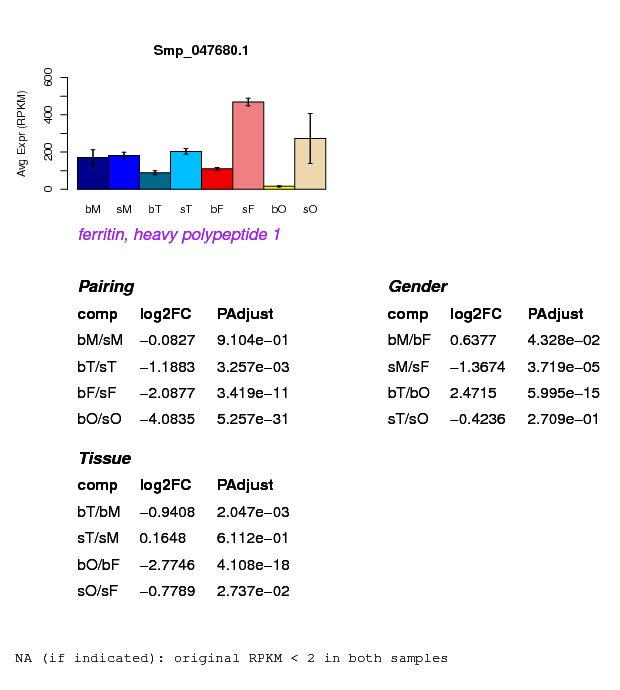 Smp_047680.1
Avg Expr (RPKM)
0 200 400 600
bM sM bT sT bF sF bO sO
ferritin, heavy polypeptide 1
Pairing
comp log2FC PAdjust
bM/sM −0.0827 9.104e−01
bT/sT −1.1883 3.257e−03
bF/sF −2.0877 3.419e−11
bO/sO −4.0835 5.257e−31
Gender
comp log2FC PAdjust
bM/bF 0.6377 4.328e−02
sM/sF −1.3674 3.719e−05
bT/bO 2.4715 5.995e−15
sT/sO −0.4236 2.709e−01
Tissue
comp log2FC PAdjust
bT/bM −0.9408 2.047e−03
sT/sM 0.1648 6.112e−01
bO/bF −2.7746 4.108e−18
sO/sF −0.7789 2.737e−02
NA (if indicated): original RPKM < 2 in both samples